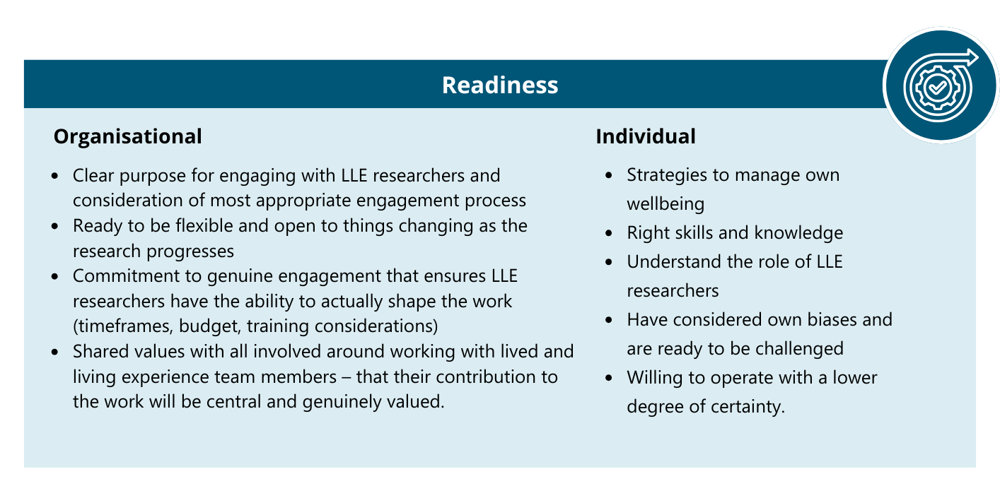 Readiness
Organisational
• Clear purpose for engaging with LLE researchers and
consideration of most appropriate engagement process
• Ready to be flexible and open to things changing as the
research progresses
• Commitment to genuine engagement that ensures LLE
researchers have the ability to actually shape the work
(timeframes, budget, training considerations)
• Shared values with all involved around working with lived and
living experience team members – that their contribution to
the work will be central and genuinely valued.
Individual
• Strategies to manage own
wellbeing
• Right skills and knowledge
• Understand the role of LLE
researchers
• Have considered own biases and
are ready to be challenged
• Willing to operate with a lower
degree of certainty.